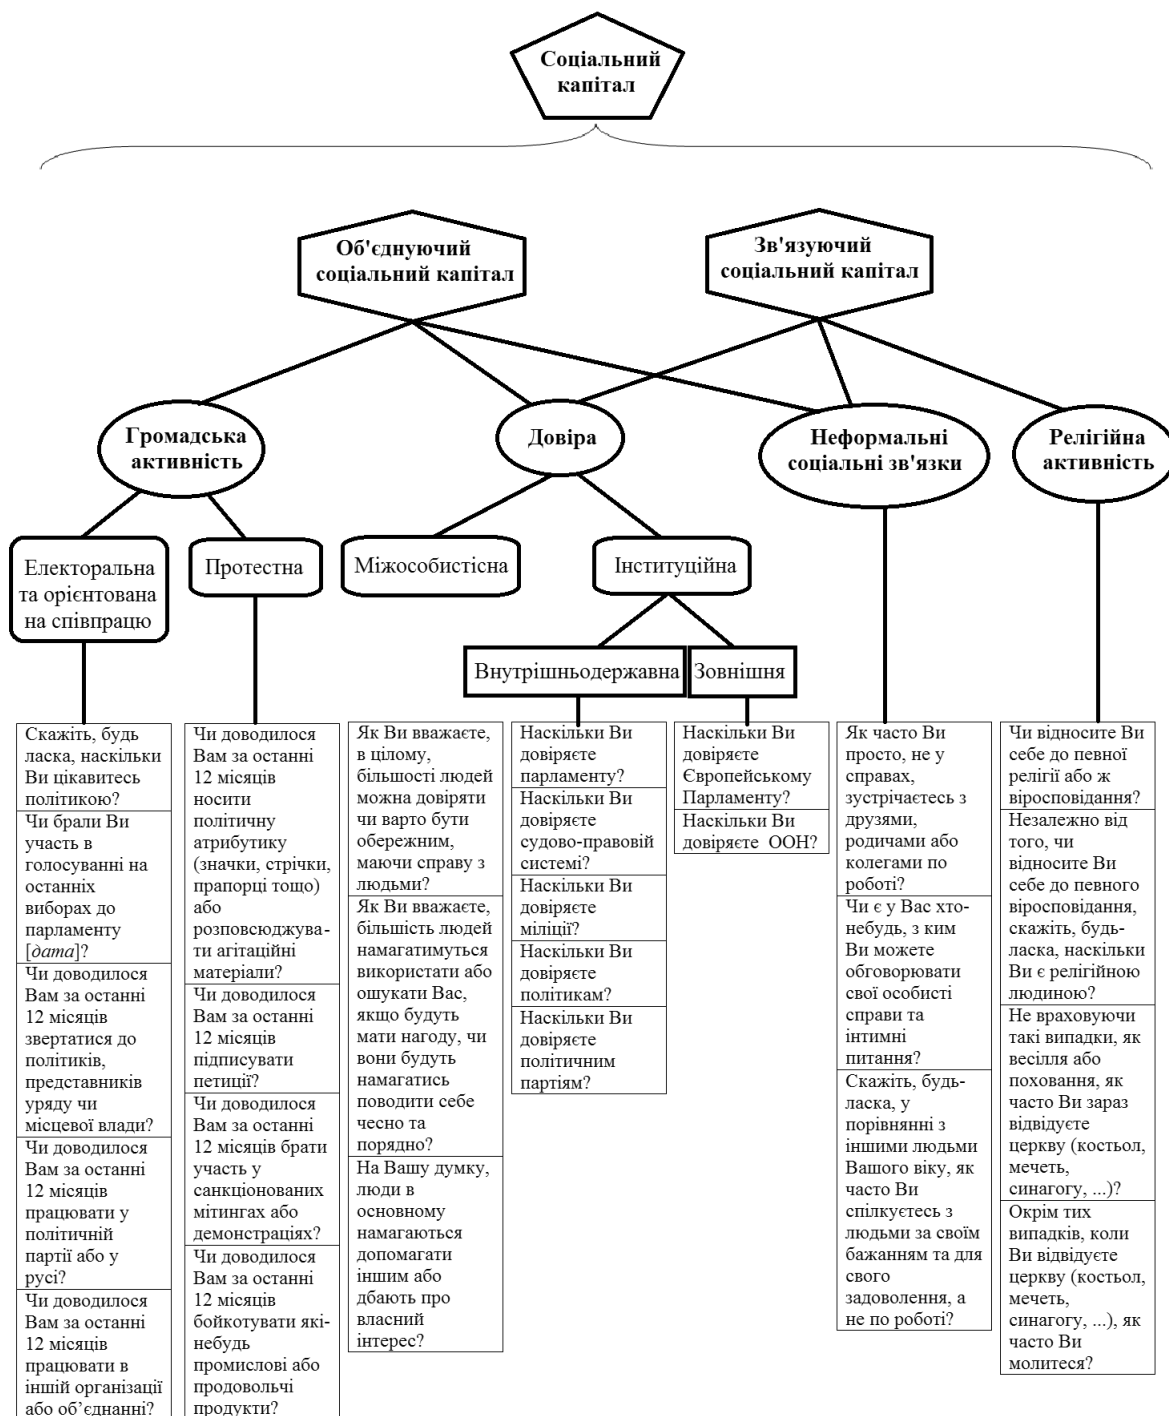 Соціальний
капітал
Об'єднуючий
соціальний капітал
Зв'язуючий
соціальний капітал
Громадська
активність
Довіра
Неформальні
соціальні зв'язки
Релігійна
активність
Електоральна
та орієнтована
на співпрацю
Протестна
Міжособистісна
Інституційна
Внутрішньодержавна
Зовнішня
Скажіть, будь
ласка, наскільки
Ви цікавитесь
політикою?
Чи брали Ви
участь в
голосуванні на
останніх
виборах до
парламенту
[дата]?
Чи доводилося
Вам за останні
12 місяців
звертатися до
політиків,
представників
уряду чи
місцевої влади?
Чи доводилося
Вам за останні
12 місяців
працювати у
політичній
партії або у
русі?
Чи доводилося
Вам за останні
12 місяців
працювати в
іншій організації
або об’єднанні?
Чи доводилося
Вам за останні
12 місяців
носити
політичну
атрибутику
(значки, стрічки,
прапорці тощо)
або
розповсюджува-
ти агітаційні
матеріали?
Чи доводилося
Вам за останні
12 місяців
підписувати
петиції?
Чи доводилося
Вам за останні
12 місяців брати
участь у
санкціонованих
мітингах або
демонстраціях?
Чи доводилося
Вам за останні
12 місяців
бойкотувати які-
небудь
промислові або
продовольчі
продукти?
Як Ви вважаєте,
в цілому,
більшості людей
можна довіряти
чи варто бути
обережним,
маючи справу з
людьми?
Як Ви вважаєте,
більшість людей
намагатимуться
використати або
ошукати Вас,
якщо будуть
мати нагоду, чи
вони будуть
намагатись
поводити себе
чесно та
порядно?
На Вашу думку,
люди в
основному
намагаються
допомагати
іншим або
дбають про
власний
інтерес?
Наскільки Ви
довіряєте
парламенту?
Наскільки Ви
довіряєте
судово-правовій
системі?
Наскільки Ви
довіряєте
міліції?
Наскільки Ви
довіряєте
політикам?
Наскільки Ви
довіряєте
політичним
партіям?
Наскільки Ви
довіряєте
Європейському
Парламенту?
Наскільки Ви
довіряєте ООН?
Як часто Ви
просто, не у
справах,
зустрічаєтесь з
друзями,
родичами або
колегами по
роботі?
Чи є у Вас хто-
небудь, з ким
Ви можете
обговорювати
свої особисті
справи та
інтимні
питання?
Скажіть, будь-
ласка, у
порівнянні з
іншими людьми
Вашого віку, як
часто Ви
спілкуєтесь з
людьми за своїм
бажанням та для
свого
задоволення, а
не по роботі?
Чи відносите Ви
себе до певної
релігії або ж
віросповідання?
Незалежно від
того, чи
відносите Ви
себе до певного
віросповідання,
скажіть, будь-
ласка, наскільки
Ви є релігійною
людиною?
Не враховуючи
такі випадки, як
весілля або
поховання, як
часто Ви зараз
відвідуєте
церкву (костьол,
мечеть,
синагогу, ...)?
Окрім тих
випадків, коли
Ви відвідуєте
церкву (костьол,
мечеть,
синагогу, ...), як
часто Ви
молитеся?